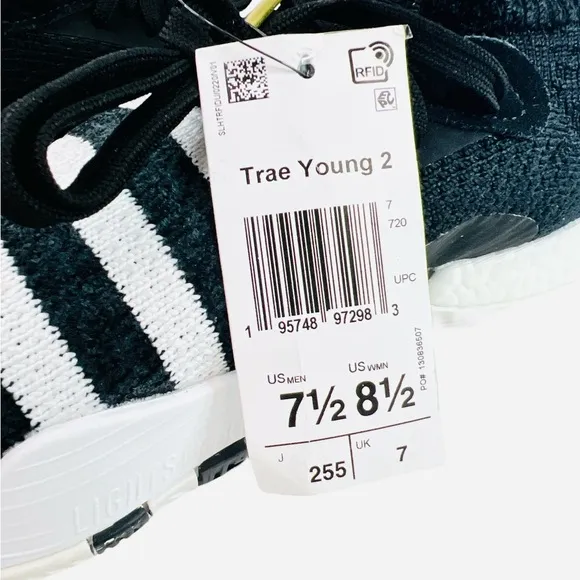 SLHTRFIDUI0220IV01
RFID
Trae Young 2
7
720
UPC
1 95748 97298 3
US MEN US WMN
7½ 8½
J 255 UK 7
PO# 130836507
LIGHTS